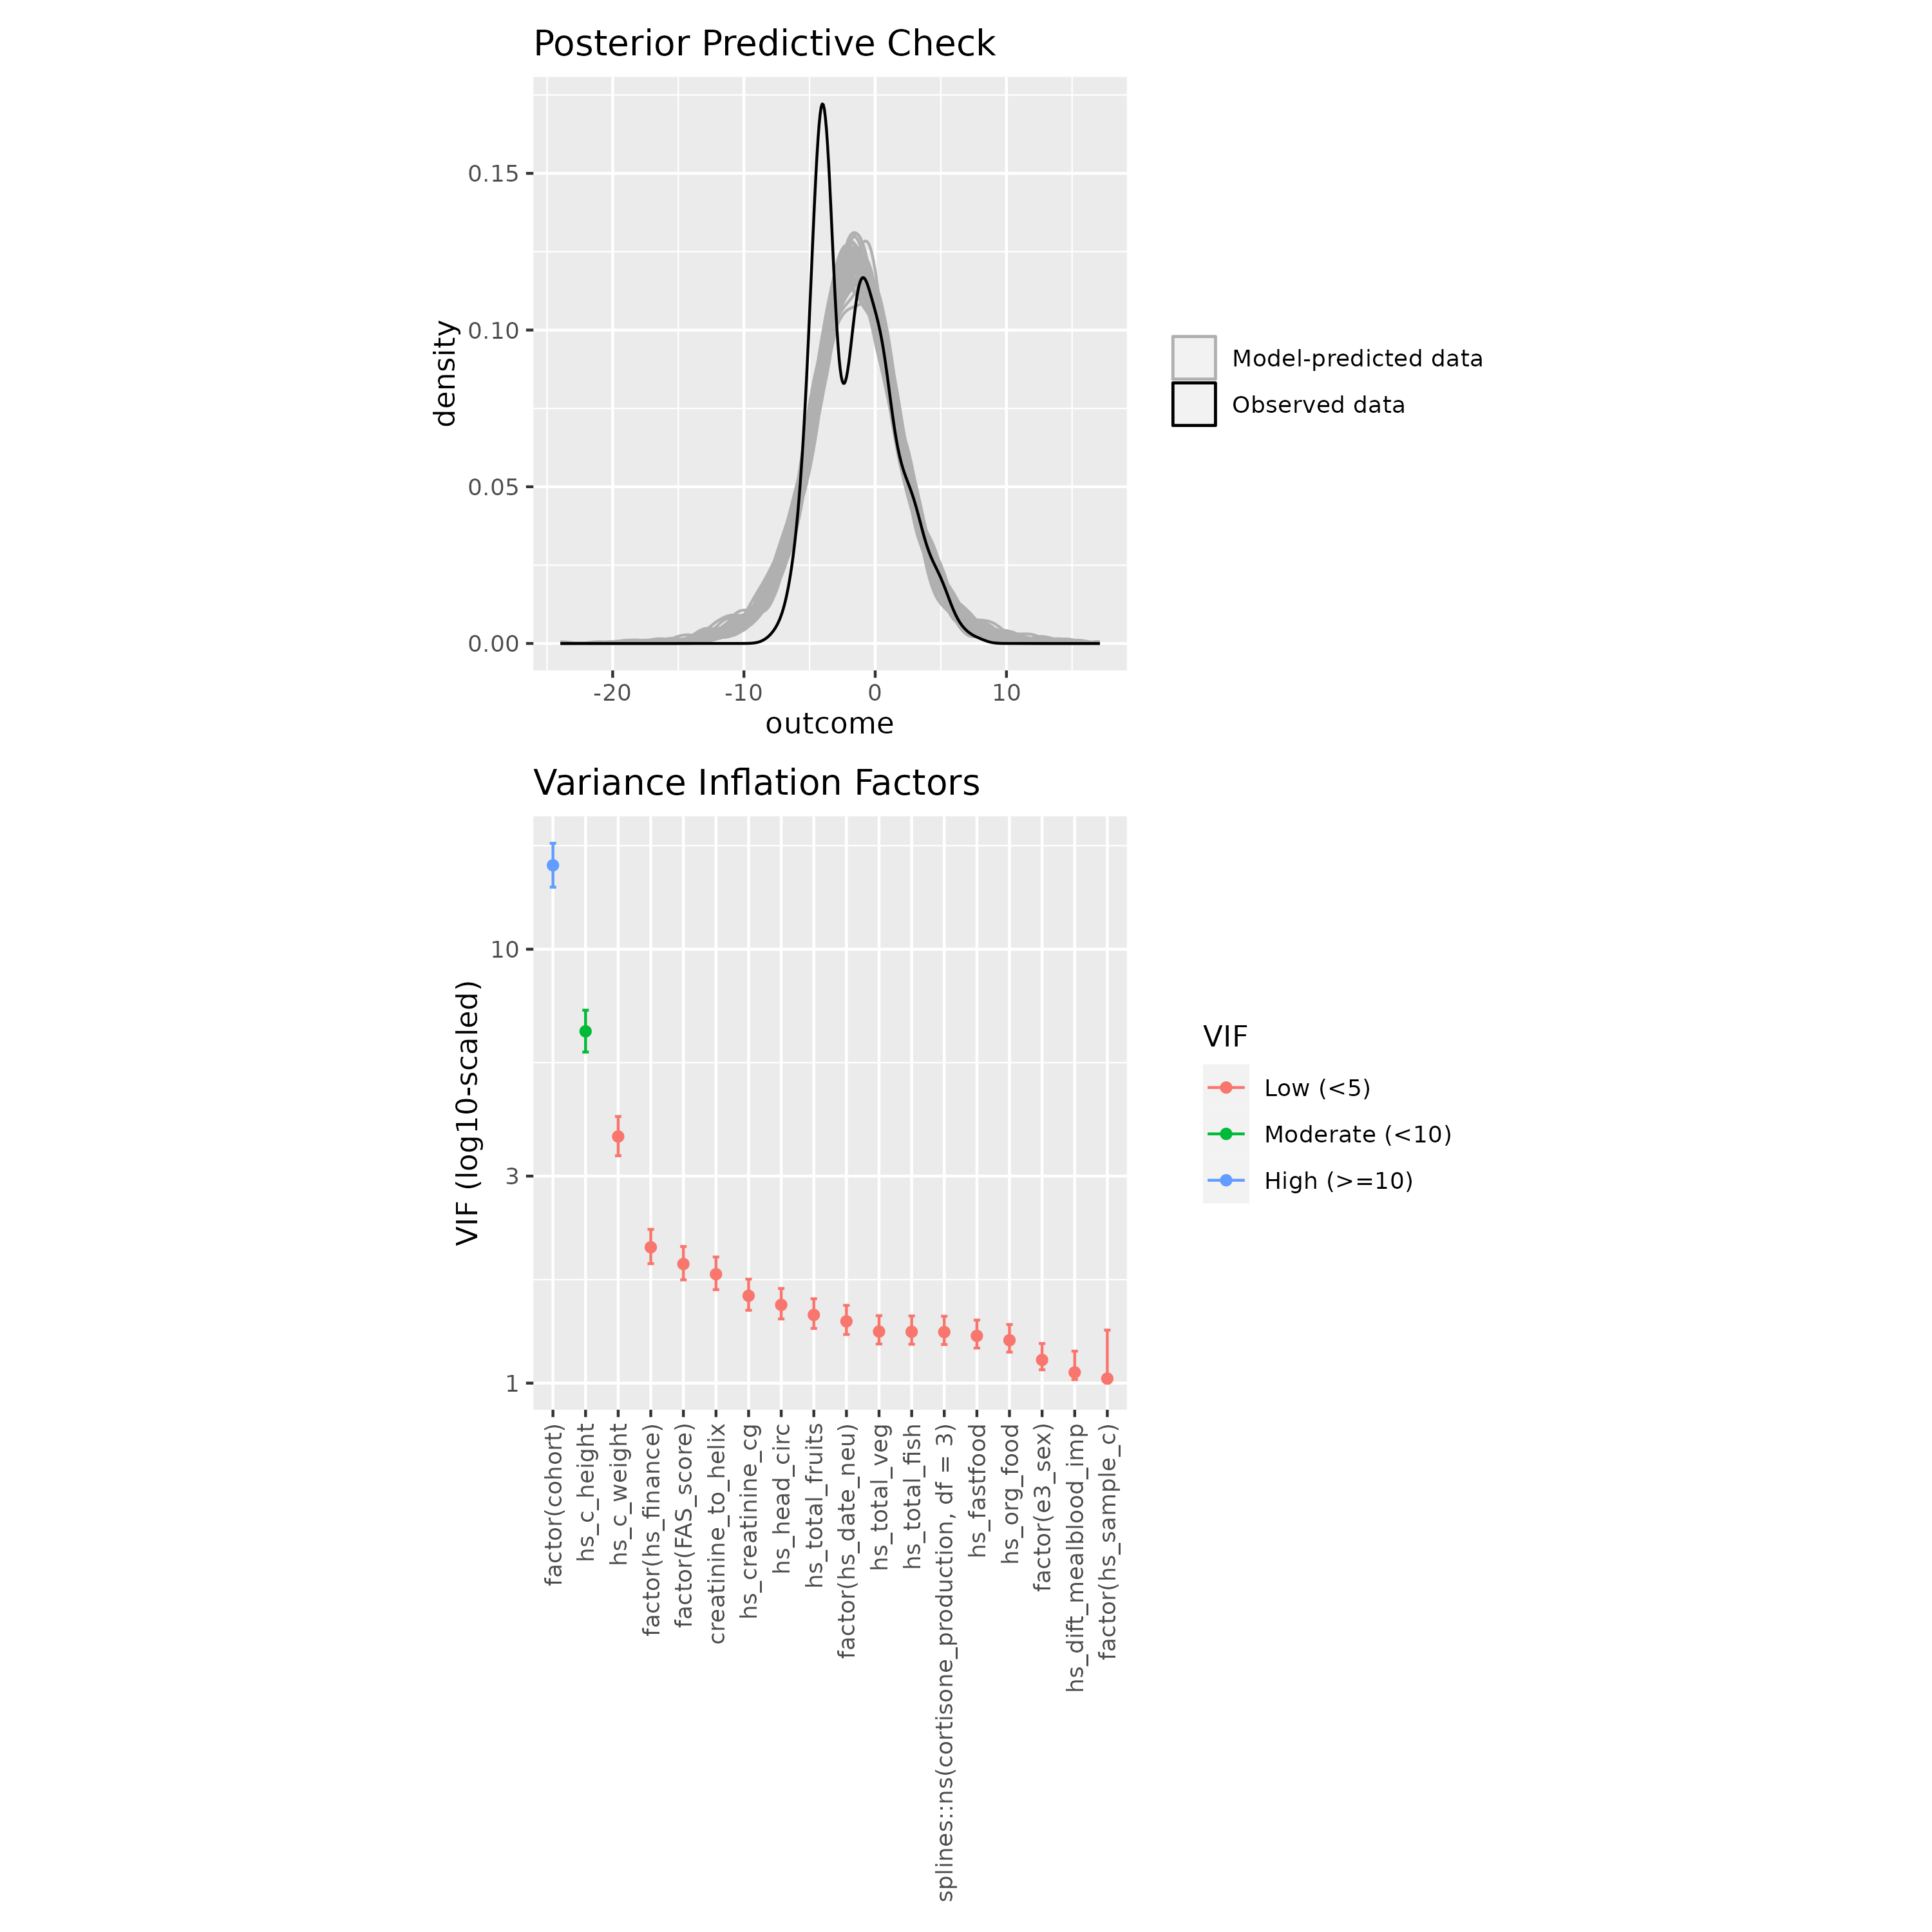 Posterior Predictive Check
density
0.15
0.10
0.05
0.00
-20
-10
0
10
outcome
Model-predicted data
Observed data
Variance Inflation Factors
VIF (log10-scaled)
10
3
1
factor(cohort)
hs_c_height
hs_c_weight
factor(hs_finance)
factor(FAS_score)
creatinine_to_helix
hs_creatinine_cg
hs_head_circ
hs_total_fruits
factor(hs_date_neu)
hs_total_veg
hs_total_fish
splines::ns(cortisone_production, df = 3)
hs_fastfood
hs_org_food
factor(e3_sex)
hs_dift_mealblood_imp
factor(hs_sample_c)
VIF
Low (<5)
Moderate (<10)
High (>=10)